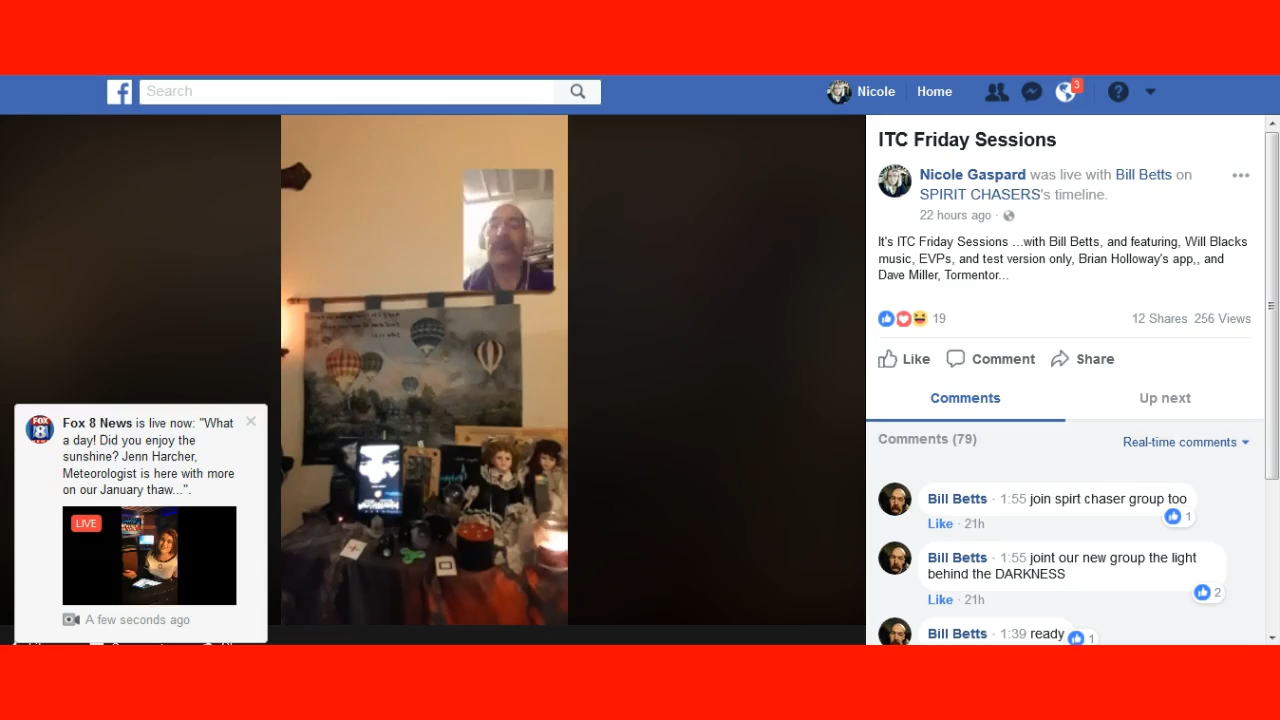 Search
Nicole
Home
3
ITC Friday Sessions
Nicole Gaspard was live with Bill Betts on
SPIRIT CHASERS's timeline.
22 hours ago ·
It's ITC Friday Sessions ...with Bill Betts, and featuring, Will Blacks
music, EVPs, and test version only, Brian Holloway's app,, and
Dave Miller, Tormentor...
19
12 Shares 256 Views
Like
Comment
Share
Comments
Up next
Comments (79)
Real-time comments
Bill Betts · 1:55 join spirt chaser group too
1
Like · 21h
Bill Betts · 1:55 joint our new group the light
behind the DARKNESS
2
Like · 21h
Bill Betts · 1:39 ready
1
Fox 8 News is live now: "What
a day! Did you enjoy the
sunshine? Jenn Harcher,
Meteorologist is here with more
on our January thaw...".
FOX
8
LIVE
A few seconds ago